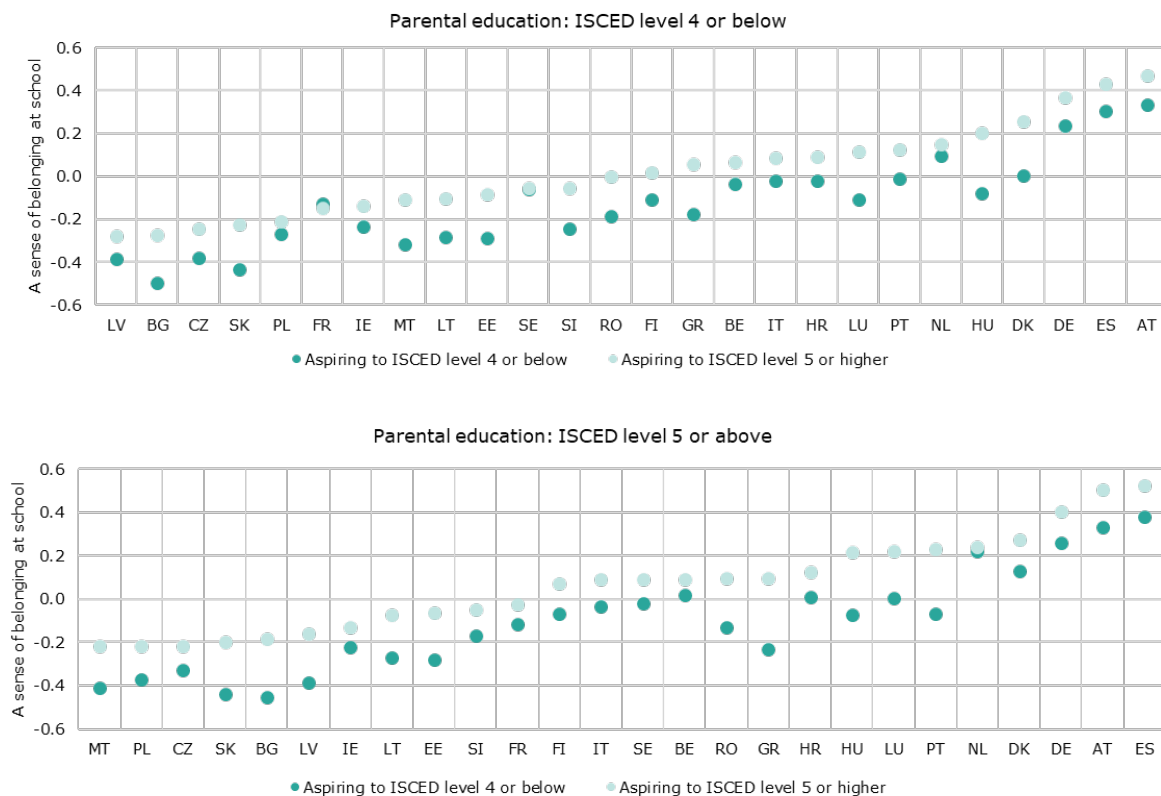 Parental education: ISCED level 4 or below
A sense of belonging at school
0.6
0.4
0.2
0.0
-0.2
-0.4
-0.6
LV BG CZ SK PL FR IE MT LT EE SE SI RO FI GR BE IT HR LU PT NL HU DK DE ES AT
Aspiring to ISCED level 4 or below Aspiring to ISCED level 5 or higher
Parental education: ISCED level 5 or above
A sense of belonging at school
0.6
0.4
0.2
0.0
-0.2
-0.4
-0.6
MT PL CZ SK BG LV IE LT EE SI FR FI IT SE BE RO GR HR HU LU PT NL DK DE AT ES
Aspiring to ISCED level 4 or below Aspiring to ISCED level 5 or higher